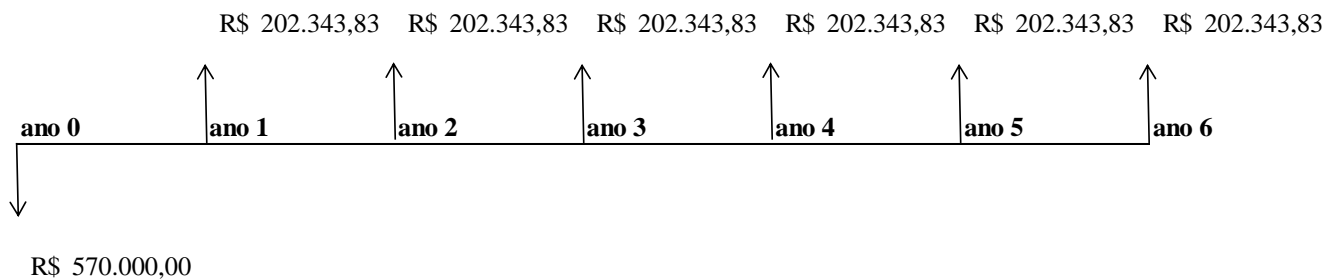 R$ 202.343,83 R$ 202.343,83 R$ 202.343,83 R$ 202.343,83 R$ 202.343,83 R$ 202.343,83
ano 0 ano 1 ano 2 ano 3 ano 4 ano 5 ano 6
R$ 570.000,00